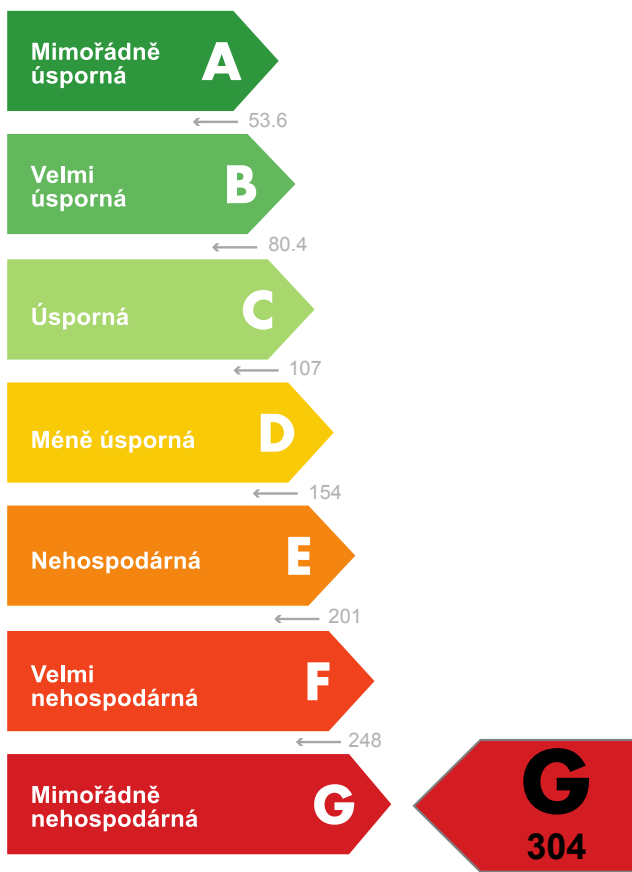 Mimořádně
úsporná
A
53.6
Velmi
úsporná
B
80.4
Úsporná
C
107
Méně úsporná
D
154
Nehospodárná
E
201
Velmi
nehospodárná
F
248
Mimořádně
nehospodárná
G
G
304